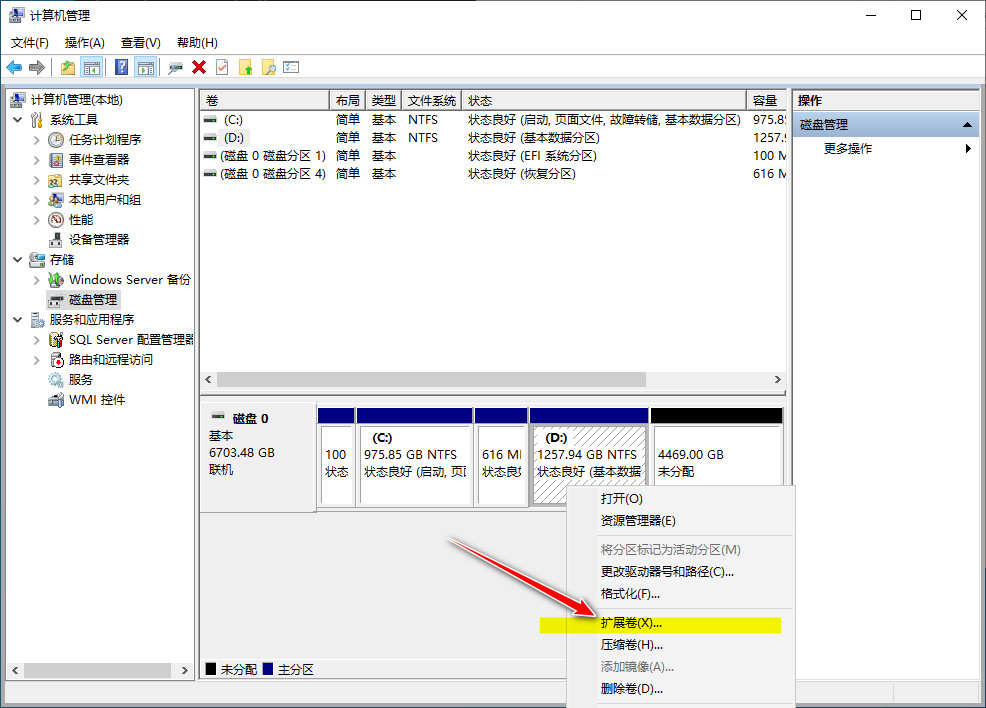 计算机管理
文件(F) 操作(A) 查看(V) 帮助(H)
计算机管理(本地)
系统工具
任务计划程序
事件查看器
共享文件夹
本地用户和组
性能
设备管理器
存储
Windows Server 备份
磁盘管理
服务和应用程序
SQL Server 配置管理器
路由和远程访问
服务
WMI 控件
卷 布局 类型 文件系统 状态 容量
(C:) 简单 基本 NTFS 状态良好 (启动, 页面文件, 故障转储, 基本数据分区) 975.8
(D:) 简单 基本 NTFS 状态良好 (基本数据分区) 1257.
(磁盘 0 磁盘分区 1) 简单 基本 状态良好 (EFI 系统分区) 100 M
(磁盘 0 磁盘分区 4) 简单 基本 状态良好 (恢复分区) 616 M
操作
磁盘管理
更多操作
磁盘 0
基本
6703.48 GB
联机
100
状态
(C:)
975.85 GB NTFS
状态良好 (启动, 页
616 M
状态良
(D:)
1257.94 GB NTFS
状态良好 (基本数据
4469.00 GB
未分配
打开(O)
资源管理器(E)
将分区标记为活动分区(M)
更改驱动器号和路径(C)...
格式化(F)...
扩展卷(X)...
压缩卷(H)...
添加镜像(A)...
删除卷(D)...
未分配 主分区